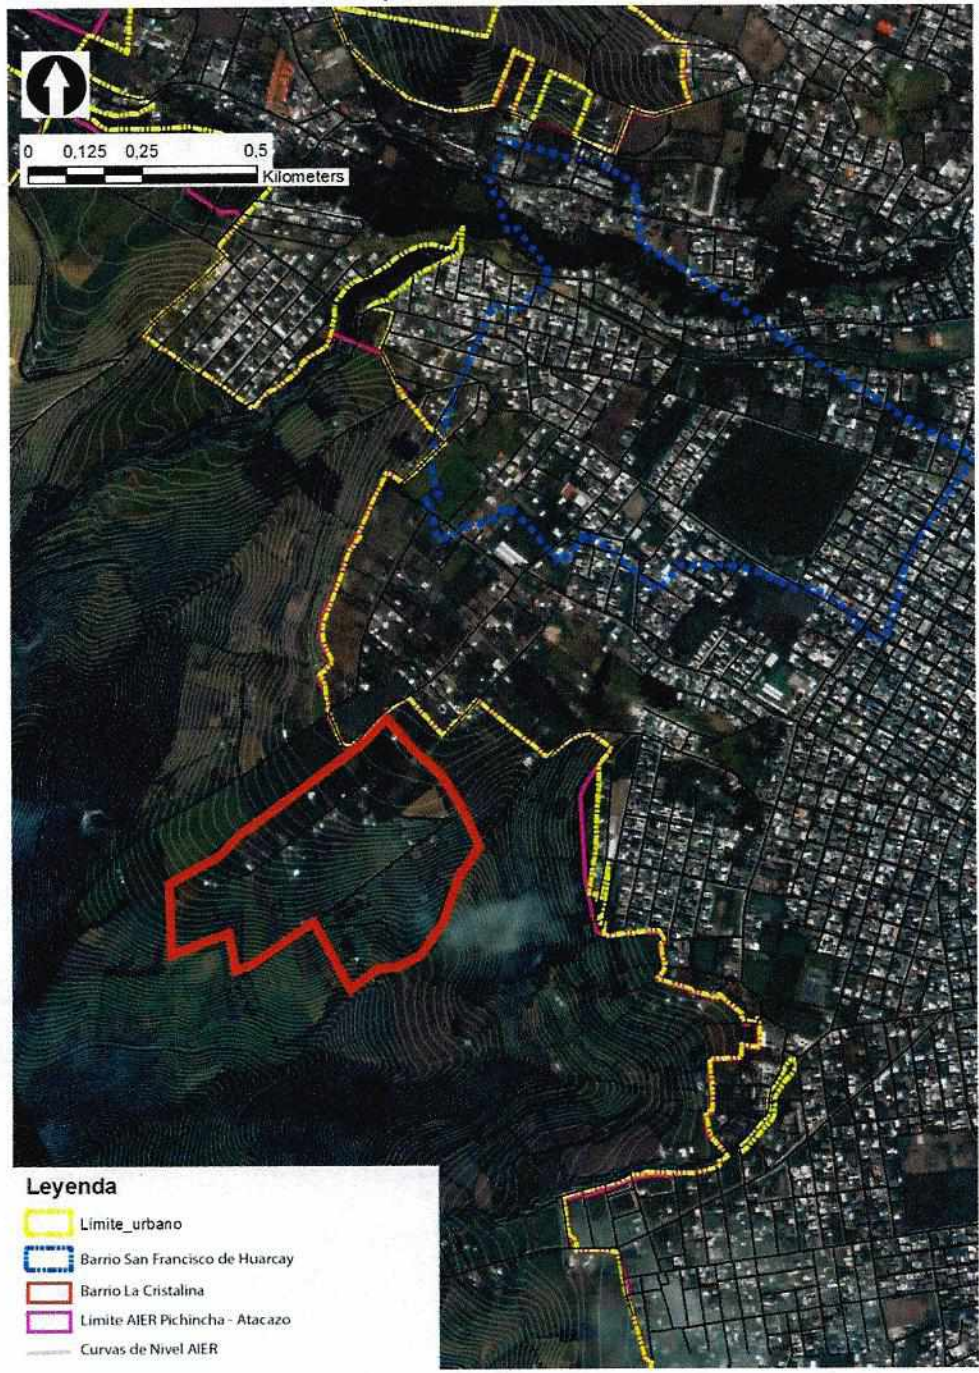 0 0,125 0,25 0,5
Kilometers
Leyenda
Límite_urbano
Barrio San Francisco de Huarcay
Barrio La Cristalina
Limite AIER Pichincha - Atacazo
Curvas de Nivel AIER